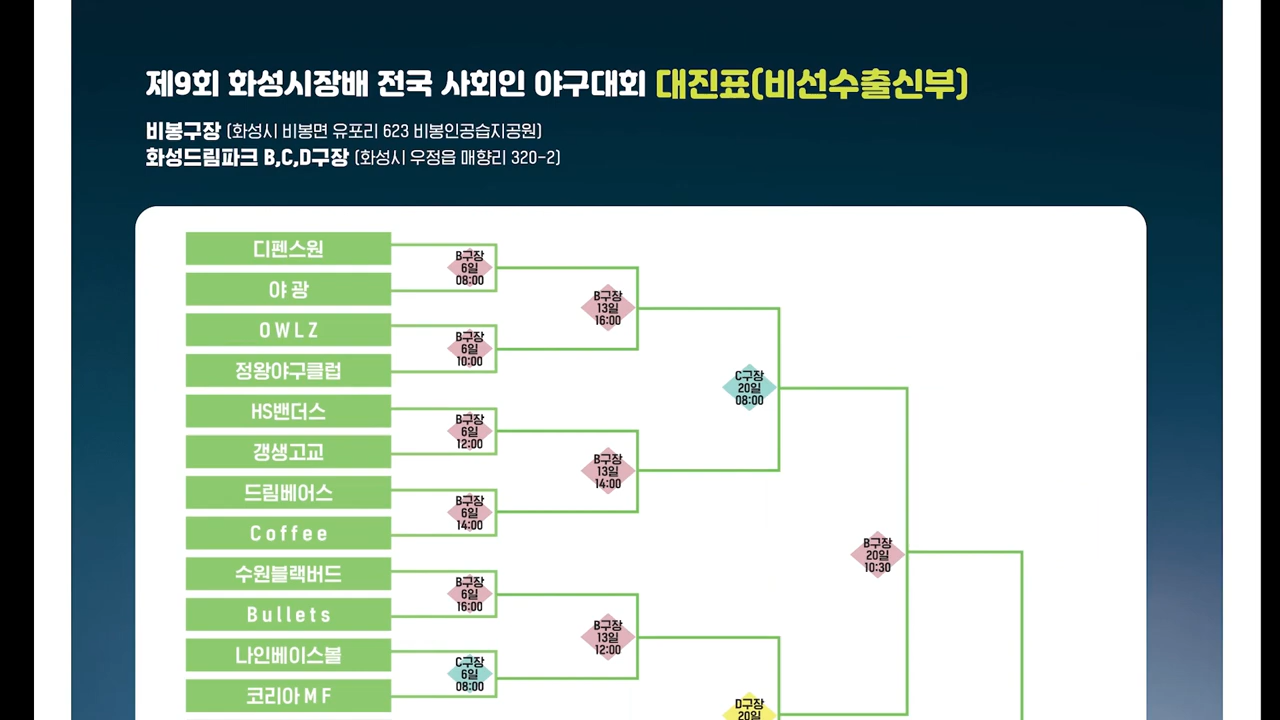 제9회 화성시장배 전국 사회인 야구대회 대진표(비선수출신부)
비봉구장 (화성시 비봉면 유포리 623 비봉인공습지공원)
화성드림파크 B,C,D구장 (화성시 우정읍 매향리 320-2)
디펜스원
야 광
OWLZ
정왕야구클럽
HS밴더스
갱생고교
드림베어스
Coffee
수원블랙버드
Bullets
나인베이스볼
코리아MF
B구장
6일
08:00
B구장
6일
10:00
B구장
6일
12:00
B구장
6일
14:00
B구장
6일
16:00
C구장
6일
08:00
B구장
13일
16:00
B구장
13일
14:00
B구장
13일
12:00
C구장
20일
08:00
D구장
20일
B구장
20일
10:30